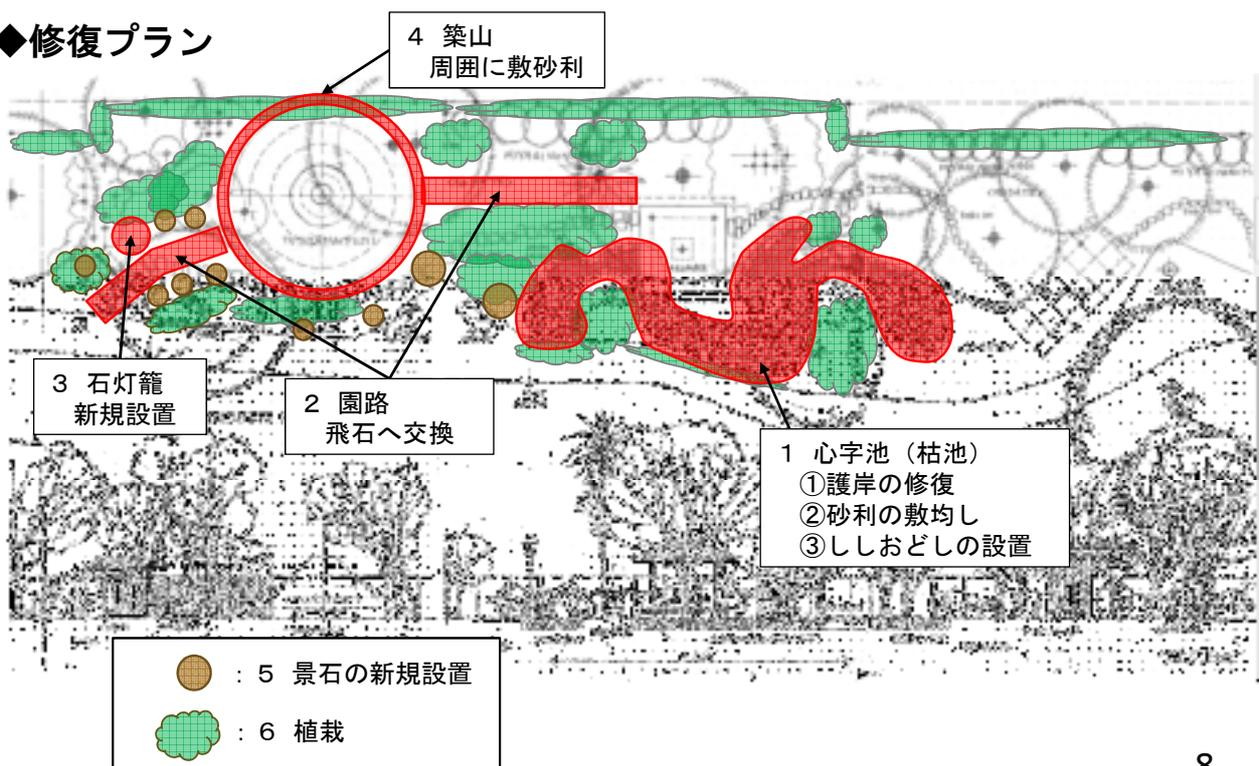 ◆修復プラン
4 築山
周囲に敷砂利
3 石灯籠
新規設置
2 園路
飛石へ交換
1 心字池（枯池）
①護岸の修復
②砂利の敷均し
③ししおどしの設置
：5 景石の新規設置
：6 植栽
8